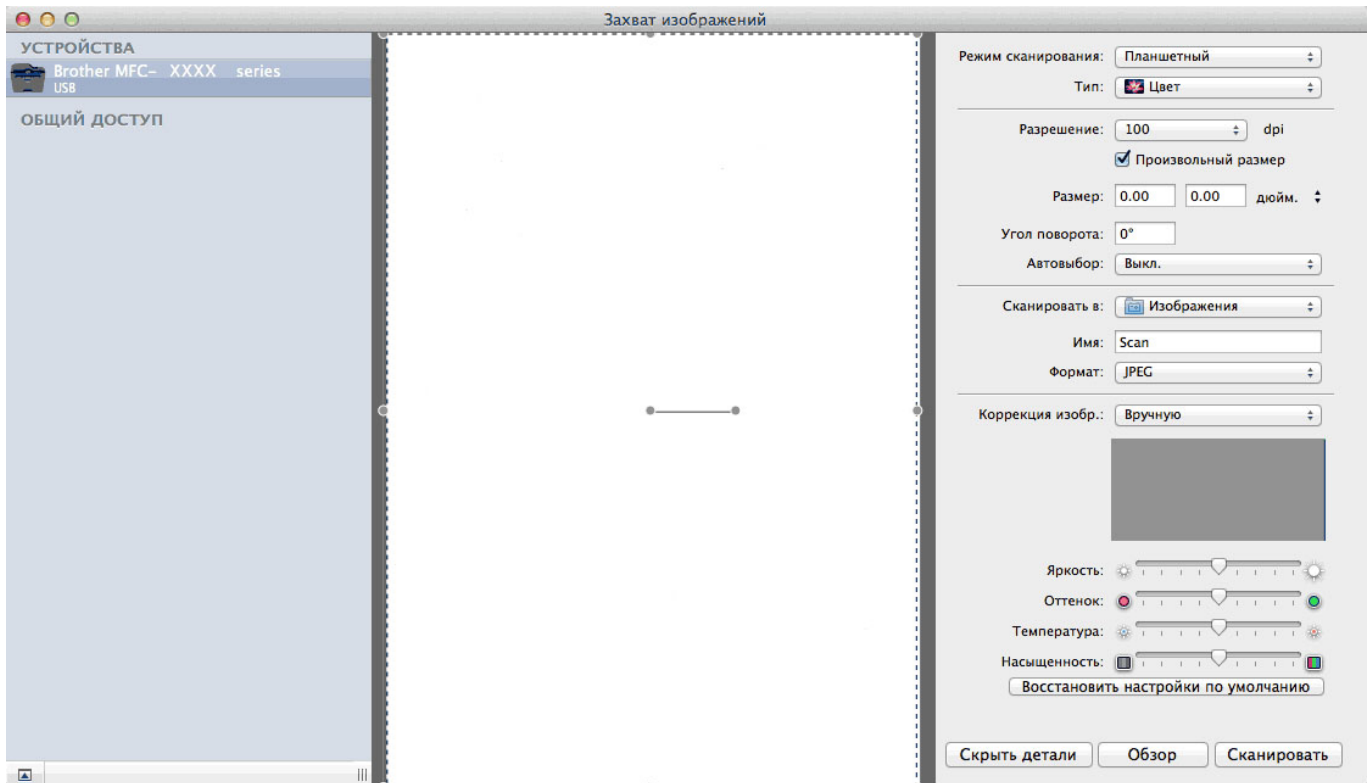 Захват изображений
УСТРОЙСТВА
Brother MFC- XXXX series
USB
ОБЩИЙ ДОСТУП
Режим сканирования: Планшетный
Тип: Цвет
Разрешение: 100 dpi
Произвольный размер
Размер: 0.00 0.00 дюйм.
Угол поворота: 0°
Автовыбор: Выкл.
Сканировать в: Изображения
Имя: Scan
Формат: JPEG
Коррекция изобр.: Вручную
Яркость:
Оттенок:
Температура:
Насыщенность:
Восстановить настройки по умолчанию
Скрыть детали Обзор Сканировать